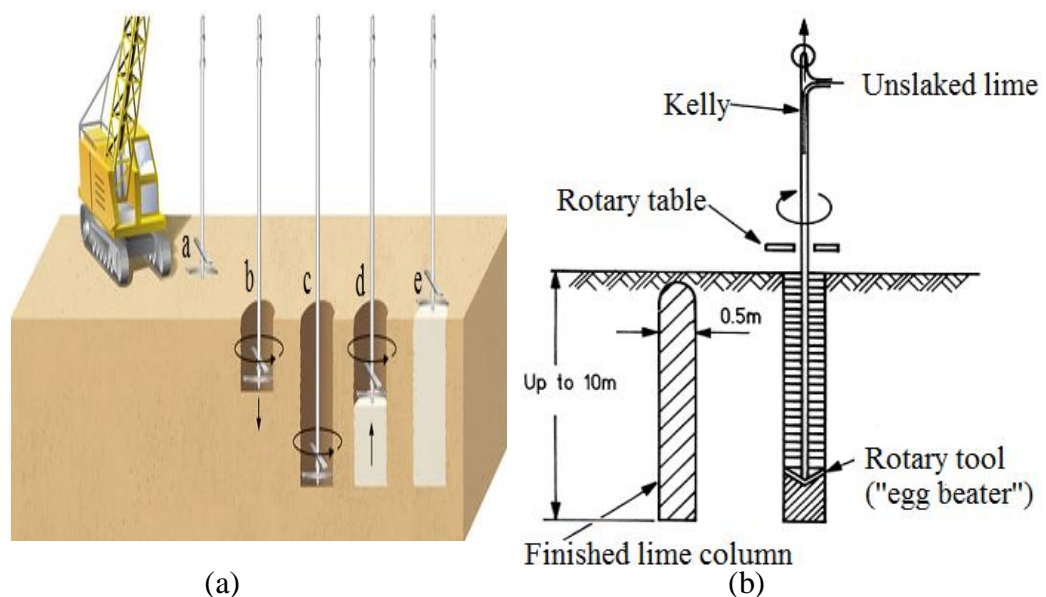 a
b
c
d
e
(a)
Unslaked lime
Kelly
Rotary table
0.5m
Up to 10m
Rotary tool
("egg beater")
Finished lime column
(b)